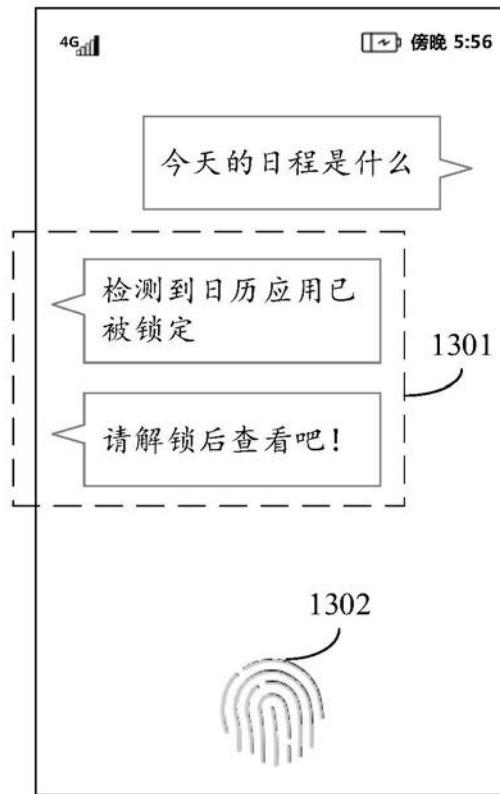 4G 傍晚 5:56
今天的日程是什么
检测到日历应用已
被锁定
1301
请解锁后查看吧！
1302